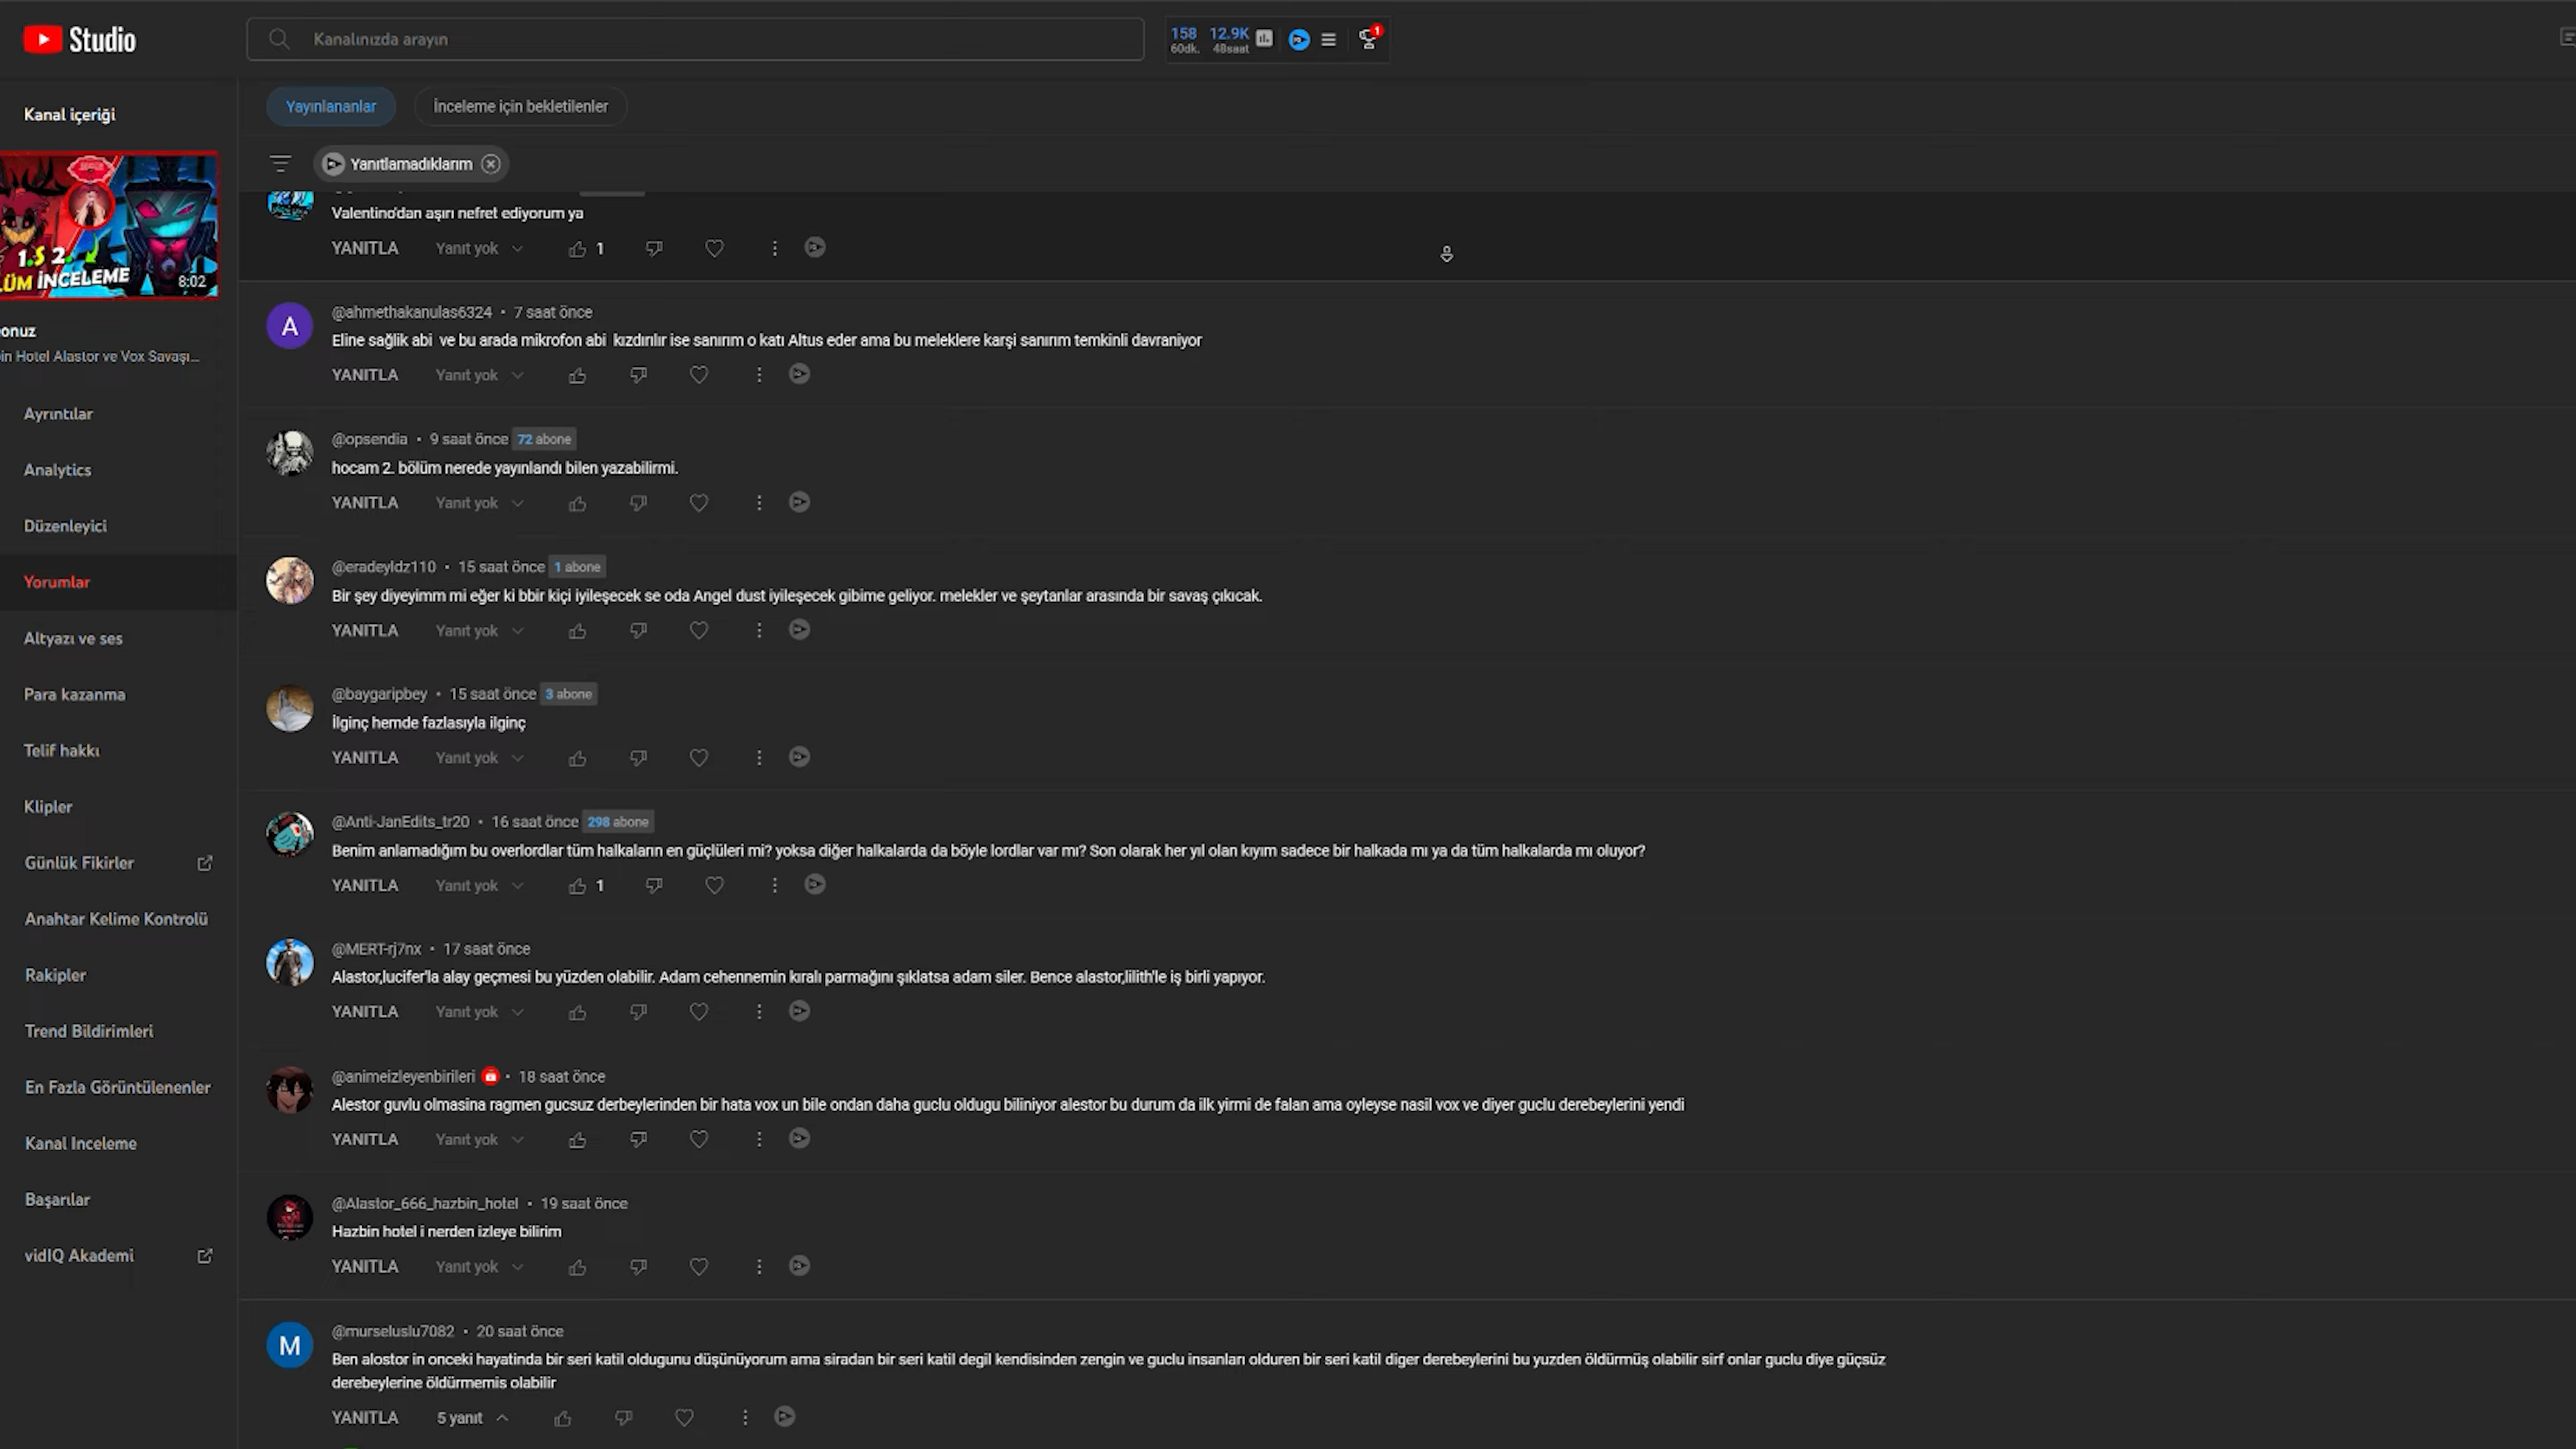 Studio
Kanalınızda arayın
158 12.9K 1
60dk. 48saat
Kanal içeriği
1.S 2.
LÜM İNCELEME
8:02
onuz
in Hotel Alastor ve Vox Savaşı...
Ayrıntılar
Analytics
Düzenleyici
Yorumlar
Altyazı ve ses
Para kazanma
Telif hakkı
Klipler
Günlük Fikirler
Anahtar Kelime Kontrolü
Rakipler
Trend Bildirimleri
En Fazla Görüntülenenler
Kanal Inceleme
Başarılar
vidIQ Akademi
Yayınlananlar İnceleme için bekletilenler
Yanıtlamadıklarım
Valentino'dan aşırı nefret ediyorum ya
YANITLA Yanıt yok 1
A
@ahmethakanulas6324 • 7 saat önce
Eline sağlik abi ve bu arada mikrofon abi kızdırılır ise sanırım o katı Altus eder ama bu meleklere karşi sanırım temkinli davraniyor
YANITLA Yanıt yok
@opsendia • 9 saat önce 72 abone
hocam 2. bölüm nerede yayınlandı bilen yazabilirmi.
YANITLA Yanıt yok
@eradeyldz110 • 15 saat önce 1 abone
Bir şey diyeyimm mi eğer ki bbir kiçi iyileşecek se oda Angel dust iyileşecek gibime geliyor. melekler ve şeytanlar arasında bir savaş çıkıcak.
YANITLA Yanıt yok
@baygaripbey • 15 saat önce 3 abone
İlginç hemde fazlasıyla ilginç
YANITLA Yanıt yok
@Anti-JanEdits_tr20 • 16 saat önce 298 abone
Benim anlamadığım bu overlordlar tüm halkaların en güçlüleri mi? yoksa diğer halkalarda da böyle lordlar var mı? Son olarak her yıl olan kıyım sadece bir halkada mı ya da tüm halkalarda mı oluyor?
YANITLA Yanıt yok 1
@MERT-rj7nx • 17 saat önce
Alastor,lucifer'la alay geçmesi bu yüzden olabilir. Adam cehennemin kıralı parmağını şıklatsa adam siler. Bence alastor,lilith'le iş birli yapıyor.
YANITLA Yanıt yok
@animeizleyenbirileri • 18 saat önce
Alestor guvlu olmasina ragmen gucsuz derbeylerinden bir hata vox un bile ondan daha guclu oldugu biliniyor alestor bu durum da ilk yirmi de falan ama oyleyse nasil vox ve diyer guclu derebeylerini yendi
YANITLA Yanıt yok
@Alastor_666_hazbin_hotel • 19 saat önce
Hazbin hotel i nerden izleye bilirim
YANITLA Yanıt yok
M
@murseluslu7082 • 20 saat önce
Ben alostor in onceki hayatinda bir seri katil oldugunu düşünüyorum ama siradan bir seri katil degil kendisinden zengin ve guclu insanları olduren bir seri katil diger derebeylerini bu yuzden öldürmüş olabilir sirf onlar guclu diye güçsüz
derebeylerine öldürmemis olabilir
YANITLA 5 yanıt